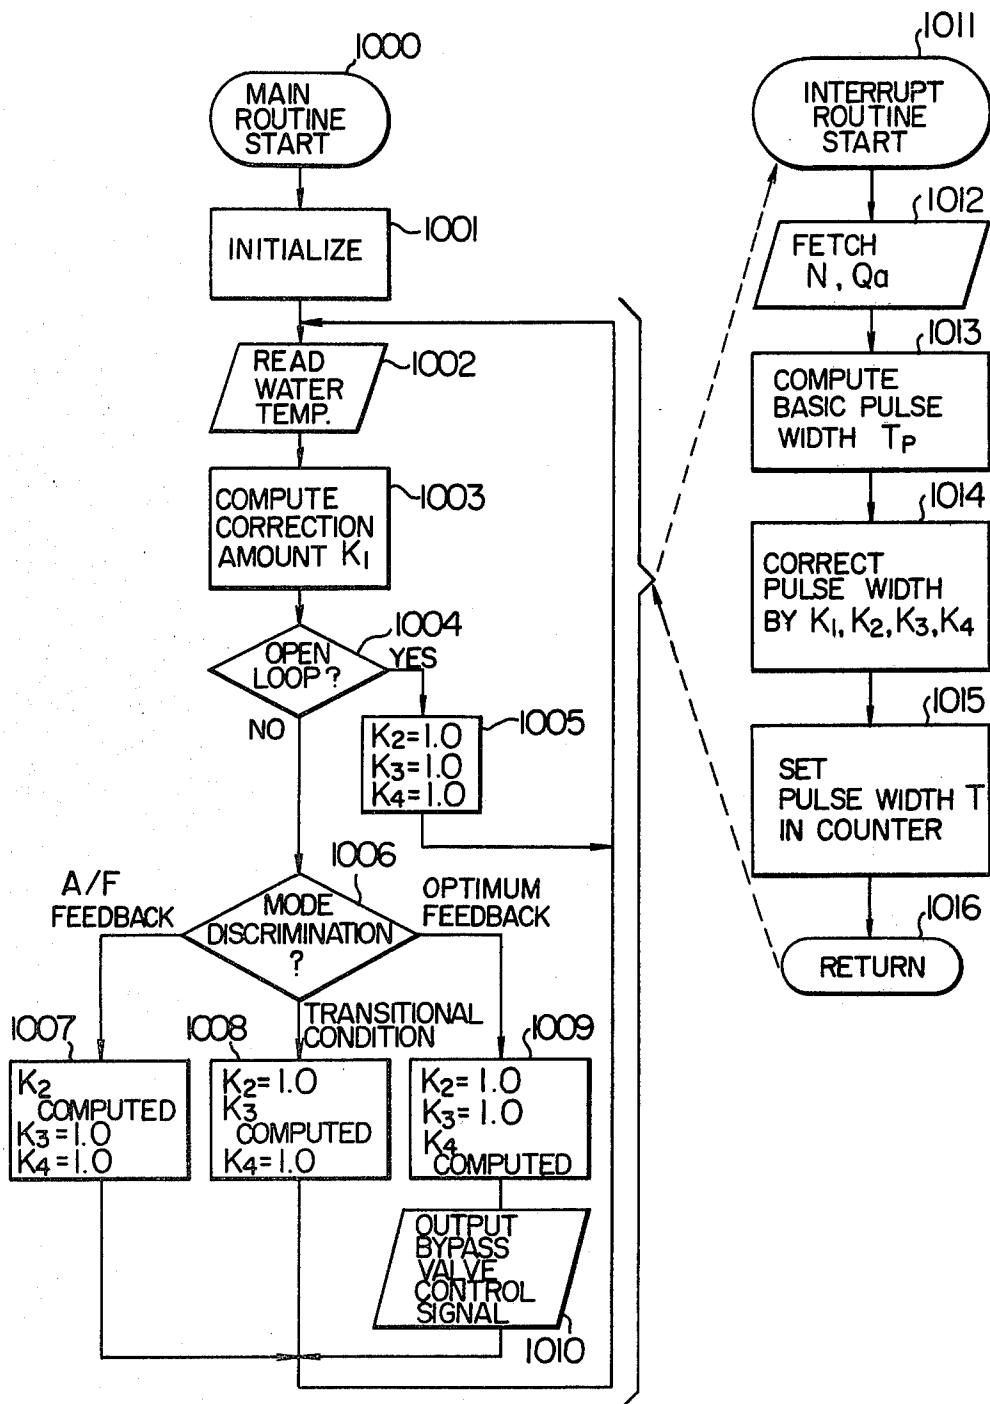 1000
MAIN
ROUTINE
START
1001
INITIALIZE
1002
READ
WATER
TEMP.
1003
COMPUTE
CORRECTION
AMOUNT K1
1004
OPEN
LOOP?
YES
NO
1005
K2=1.0
K3=1.0
K4=1.0
1006
MODE
DISCRIMINATION
?
A/F
FEEDBACK
OPTIMUM
FEEDBACK
TRANSITIONAL
CONDITION
1007
K2
COMPUTED
K3=1.0
K4=1.0
1008
K2=1.0
K3
COMPUTED
K4=1.0
1009
K2=1.0
K3=1.0
K4
COMPUTED
OUTPUT
BYPASS
VALVE
CONTROL
SIGNAL
1010
1011
INTERRUPT
ROUTINE
START
1012
FETCH
N, Qa
1013
COMPUTE
BASIC PULSE
WIDTH TP
1014
CORRECT
PULSE WIDTH
BY K1, K2, K3, K4
1015
SET
PULSE WIDTH T
IN COUNTER
1016
RETURN